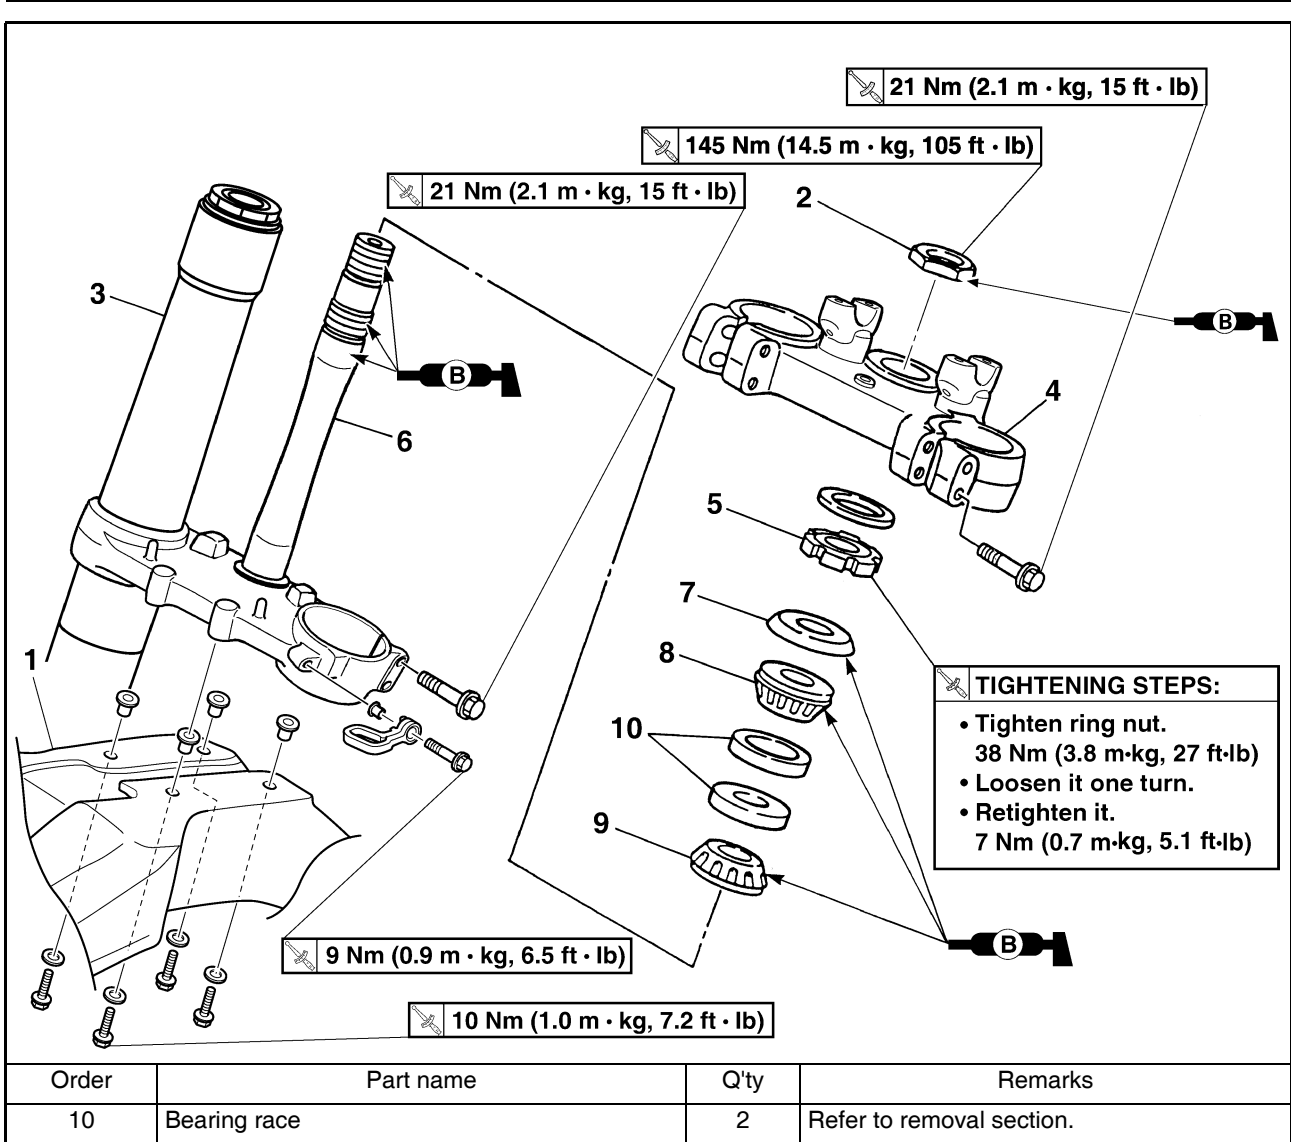 21 Nm (2.1 m · kg, 15 ft · lb)
145 Nm (14.5 m · kg, 105 ft · lb)
21 Nm (2.1 m · kg, 15 ft · lb)
2
3
B
B
4
6
5
7
8
1
TIGHTENING STEPS:
• Tighten ring nut.
38 Nm (3.8 m·kg, 27 ft·lb)
• Loosen it one turn.
• Retighten it.
7 Nm (0.7 m·kg, 5.1 ft·lb)
10
9
B
9 Nm (0.9 m · kg, 6.5 ft · lb)
10 Nm (1.0 m · kg, 7.2 ft · lb)
Order Part name Q'ty Remarks
10 Bearing race 2 Refer to removal section.